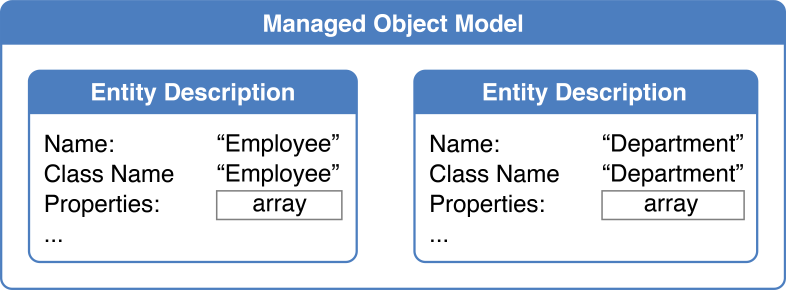 Managed Object Model
Entity Description
Name: “Employee”
Class Name “Employee”
Properties: array
...
Entity Description
Name: “Department”
Class Name “Department”
Properties: array
...